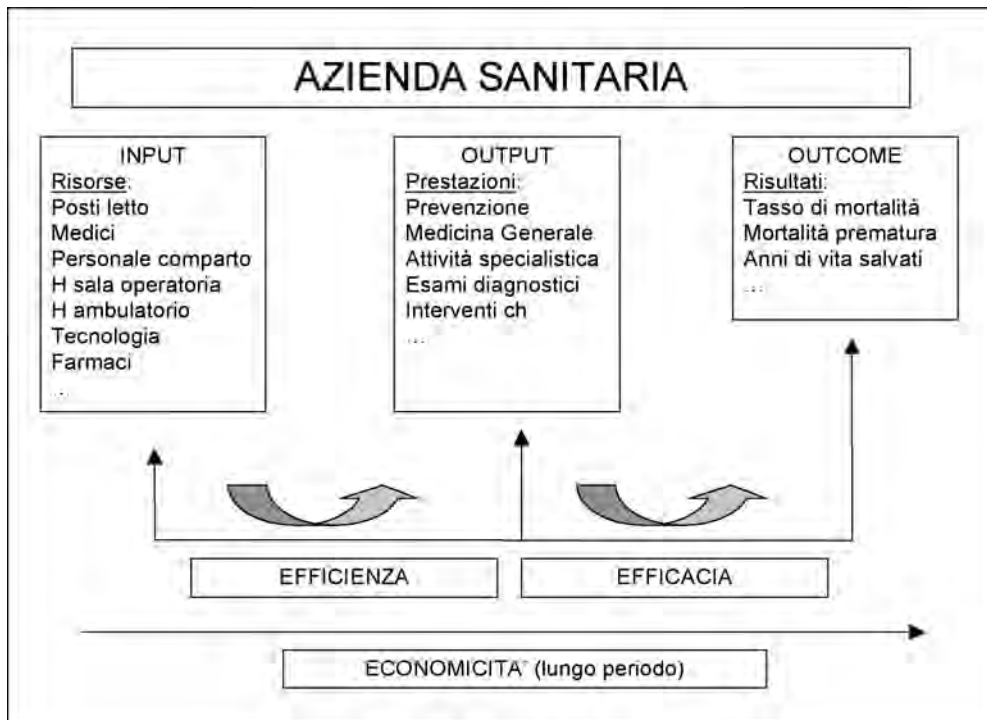 AZIENDA SANITARIA
INPUT
Risorse:
Posti letto
Medici
Personale comparto
H sala operatoria
H ambulatorio
Tecnologia
Farmaci
...
OUTPUT
Prestazioni:
Prevenzione
Medicina Generale
Attività specialistica
Esami diagnostici
Interventi ch
...
OUTCOME
Risultati:
Tasso di mortalità
Mortalità prematura
Anni di vita salvati
...
EFFICIENZA
EFFICACIA
ECONOMICITA' (lungo periodo)